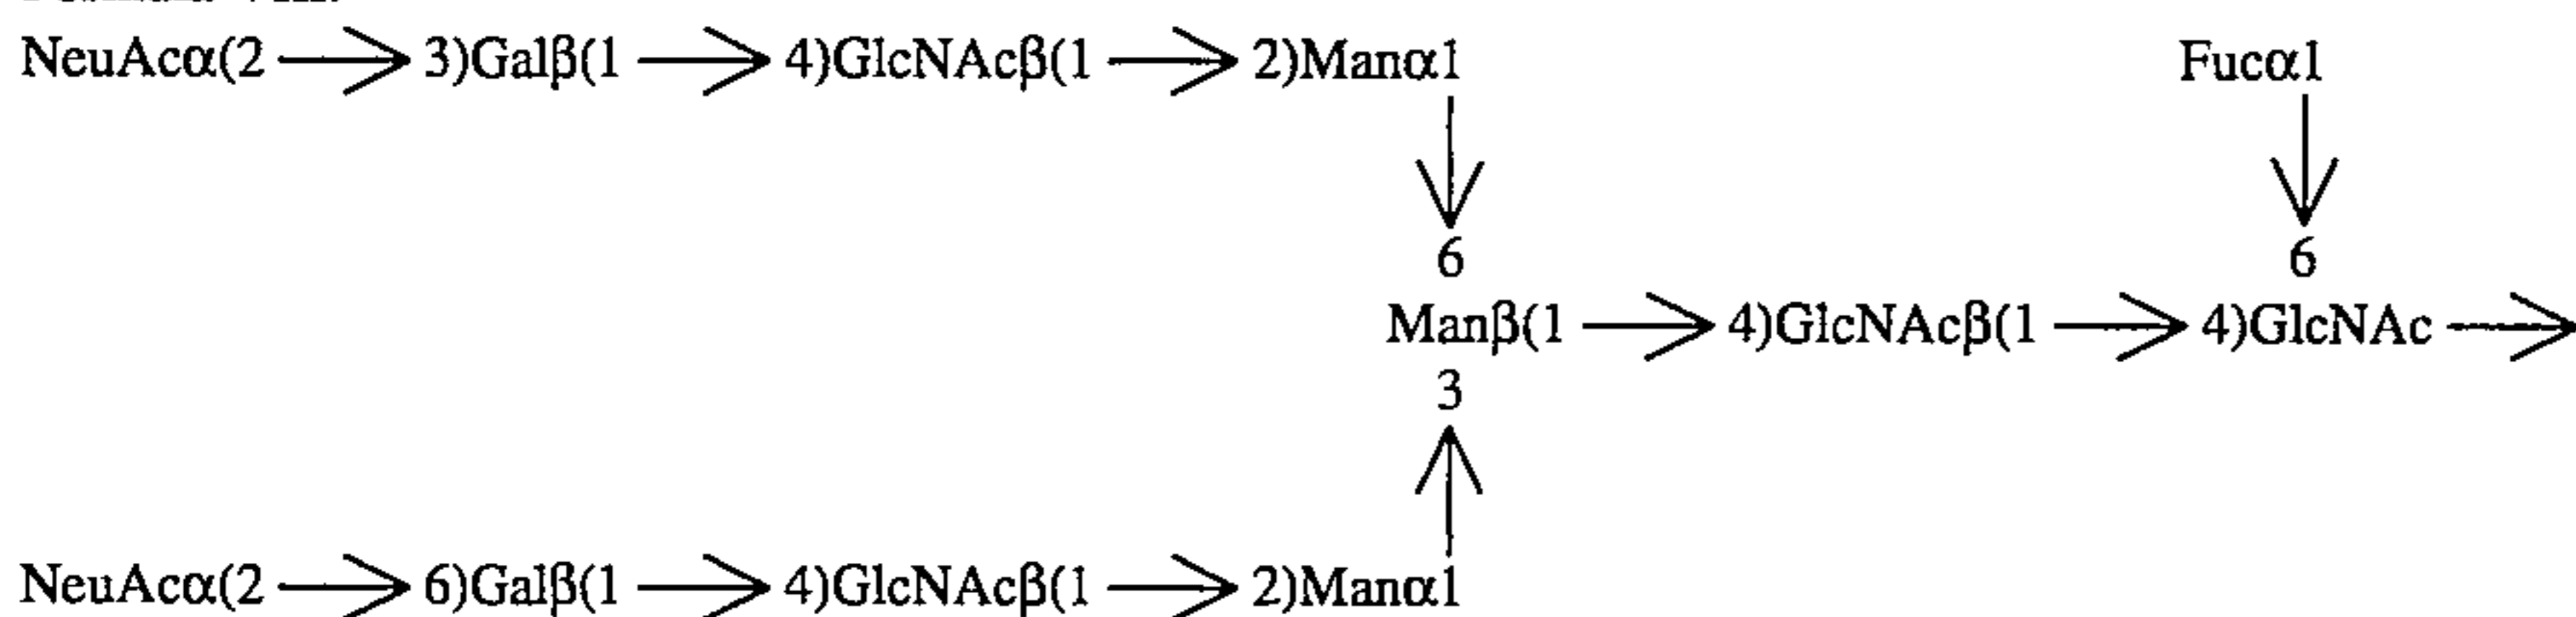 NeuAcα(2 → 3)Galβ(1 → 4)GlcNAcβ(1 → 2)Manα1 Fucα1
6 6
Manβ(1 → 4)GlcNAcβ(1 → 4)GlcNAc →
3
NeuAcα(2 → 6)Galβ(1 → 4)GlcNAcβ(1 → 2)Manα1